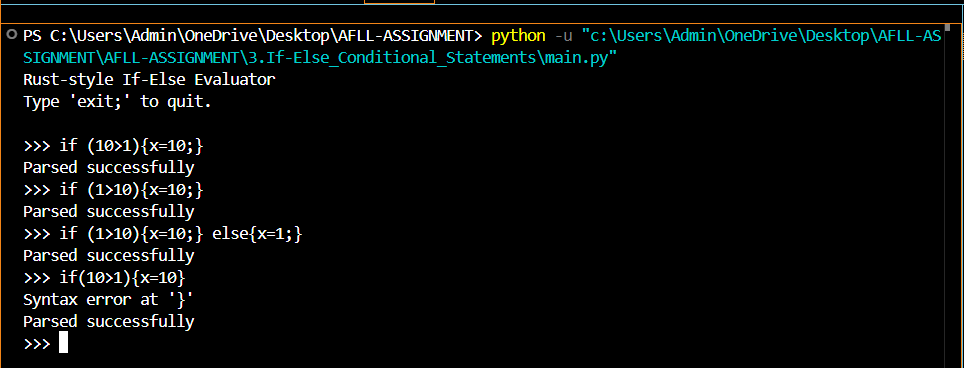 PS C:\Users\Admin\OneDrive\Desktop\AFLL-ASSIGNMENT> python -u "c:\Users\Admin\OneDrive\Desktop\AFLL-AS
SIGNMENT\AFLL-ASSIGNMENT\3.If-Else_Conditional_Statements\main.py"
Rust-style If-Else Evaluator
Type 'exit;' to quit.
>>> if (10>1){x=10;}
Parsed successfully
>>> if (1>10){x=10;}
Parsed successfully
>>> if (1>10){x=10;} else{x=1;}
Parsed successfully
>>> if(10>1){x=10}
Syntax error at '}'
Parsed successfully
>>>